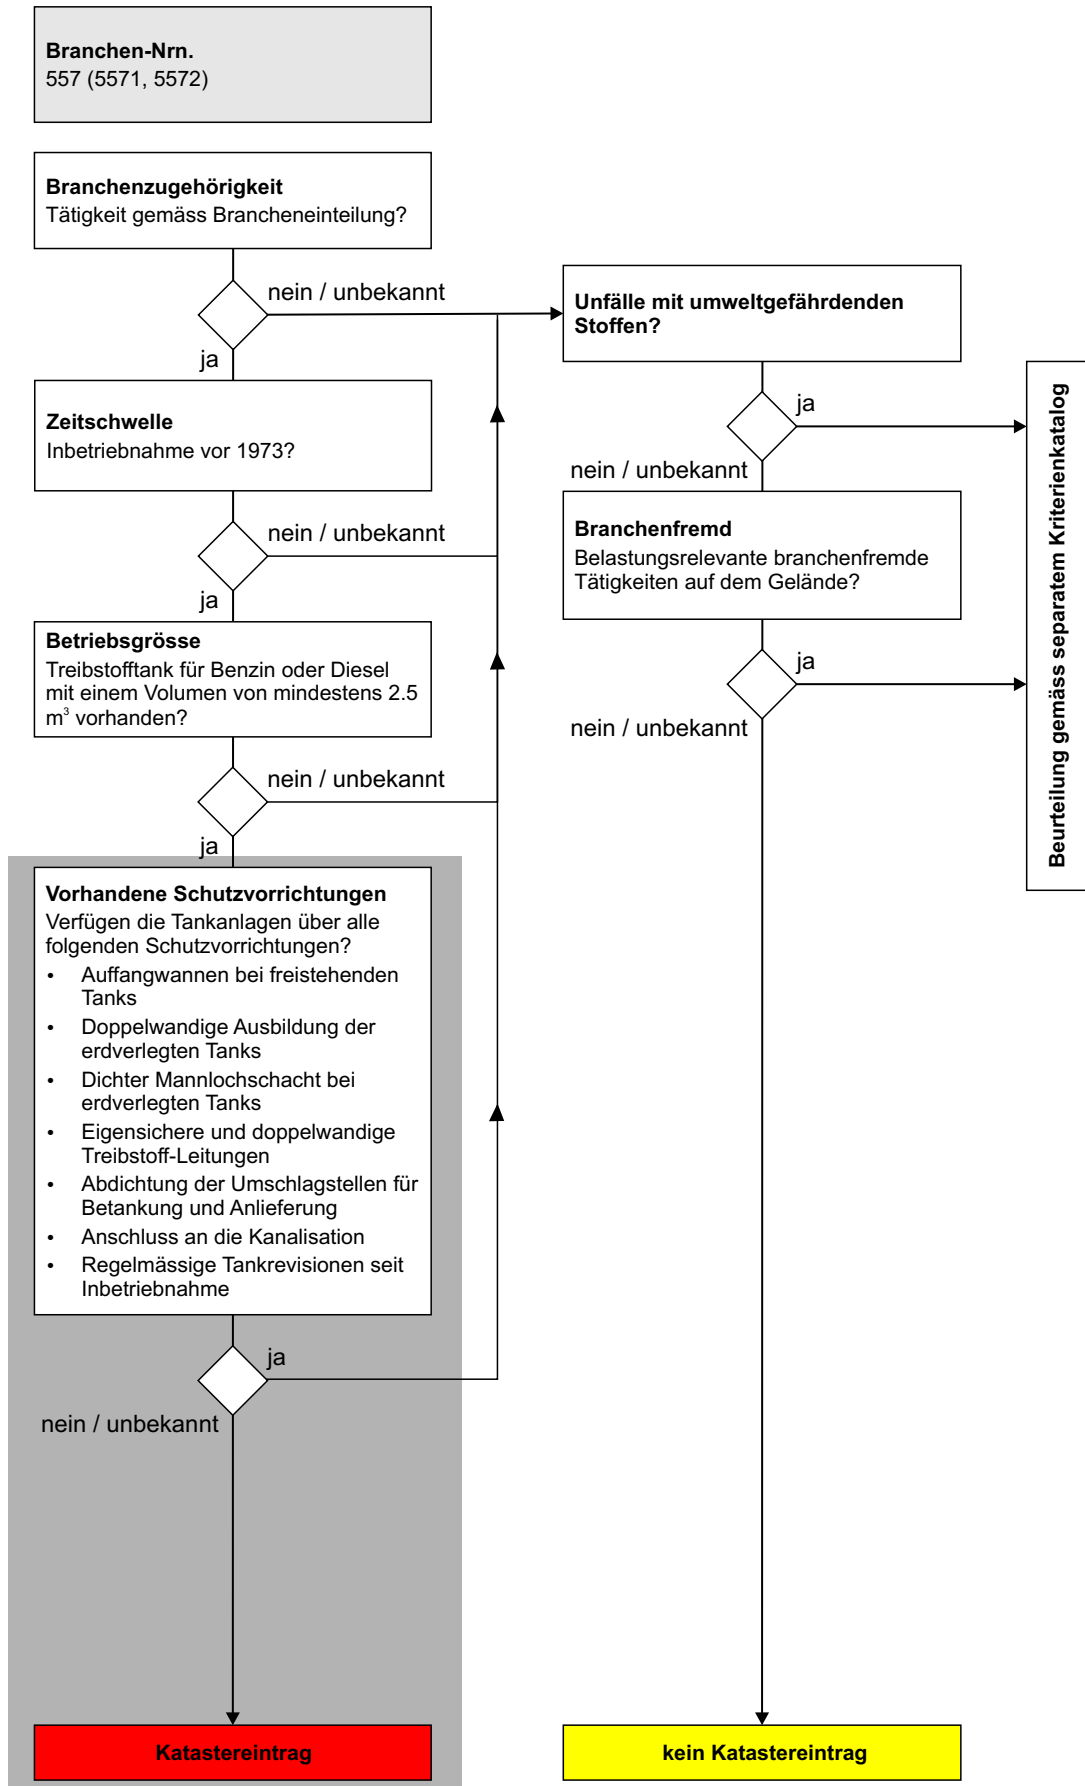 Branchen-Nrn.
557 (5571, 5572)
Branchenzugehörigkeit
Tätigkeit gemäss Brancheneinteilung?
nein / unbekannt
ja
Zeitschwelle
Inbetriebnahme vor 1973?
nein / unbekannt
ja
Betriebsgrösse
Treibstofftank für Benzin oder Diesel
mit einem Volumen von mindestens 2.5
m³ vorhanden?
nein / unbekannt
ja
Vorhandene Schutzvorrichtungen
Verfügen die Tankanlagen über alle
folgenden Schutzvorrichtungen?
• Auffangwannen bei freistehenden
Tanks
• Doppelwandige Ausbildung der
erdverlegten Tanks
• Dichter Mannlochschacht bei
erdverlegten Tanks
• Eigensichere und doppelwandige
Treibstoff-Leitungen
• Abdichtung der Umschlagstellen für
Betankung und Anlieferung
• Anschluss an die Kanalisation
• Regelmässige Tankrevisionen seit
Inbetriebnahme
ja
nein / unbekannt
Katastereintrag
Unfälle mit umweltgefährdenden
Stoffen?
ja
nein / unbekannt
Branchenfremd
Belastungsrelevante branchenfremde
Tätigkeiten auf dem Gelände?
ja
nein / unbekannt
kein Katastereintrag
Beurteilung gemäss separatem Kriterienkatalog